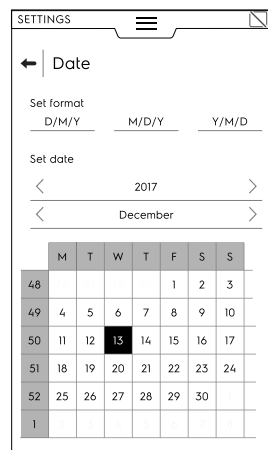 SETTINGS
Date
Set format
D/M/Y M/D/Y Y/M/D
Set date
2017
December
M T W T F S S
48 1 2 3
49 4 5 6 7 8 9 10
50 11 12 13 14 15 16 17
51 18 19 20 21 22 23 24
52 25 26 27 28 29 30
1